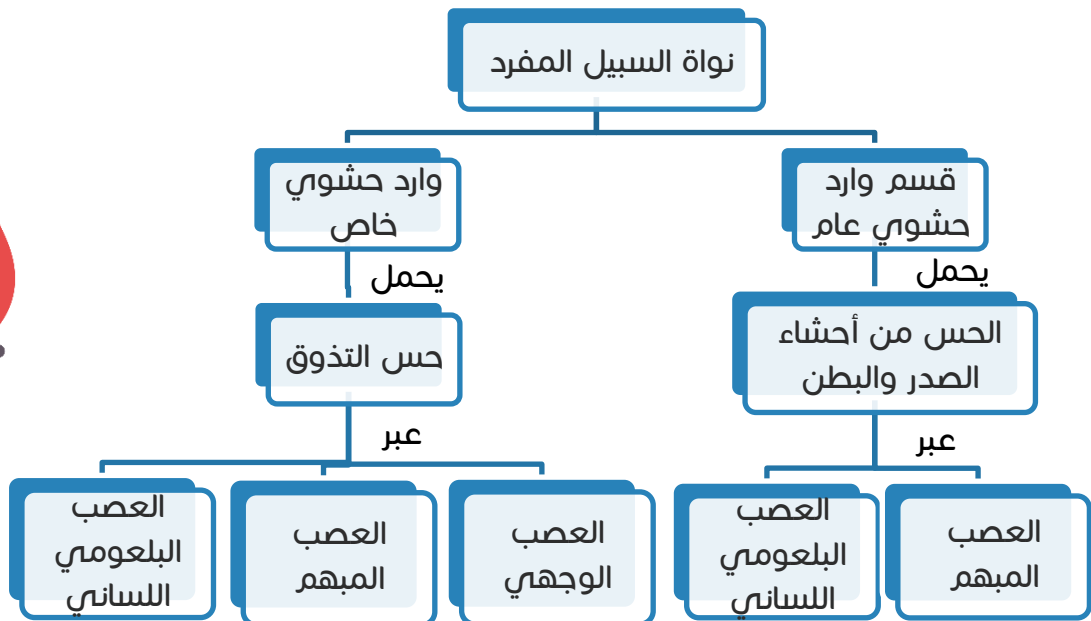 نواة السبيل المفرد
قسم وارد
حشوي عام
وارد حشوي
خاص
يحمل
يحمل
الحس من أحشاء
الصدر والبطن
حس التذوق
عبر
عبر
العصب
المبهم
العصب
البلعومي
اللساني
العصب
الوجهي
العصب
المبهم
العصب
البلعومي
اللساني